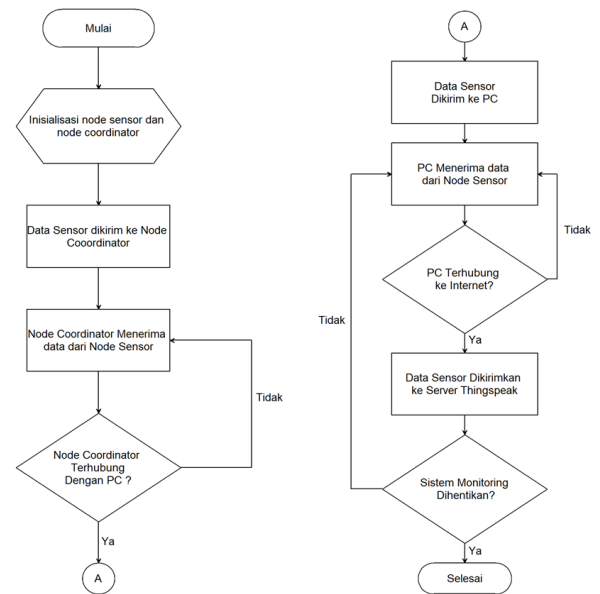 Mulai
Inisialisasi node sensor dan
node coordinator
Data Sensor dikirim ke Node
Cooordinator
Node Coordinator Menerima
data dari Node Sensor
Tidak
Node Coordinator
Terhubung
Dengan PC ?
Ya
A
A
Data Sensor
Dikirim ke PC
PC Menerima data
dari Node Sensor
Tidak
PC Terhubung
ke Internet?
Tidak
Ya
Data Sensor Dikirimkan
ke Server Thingspeak
Sistem Monitoring
Dihentikan?
Ya
Selesai